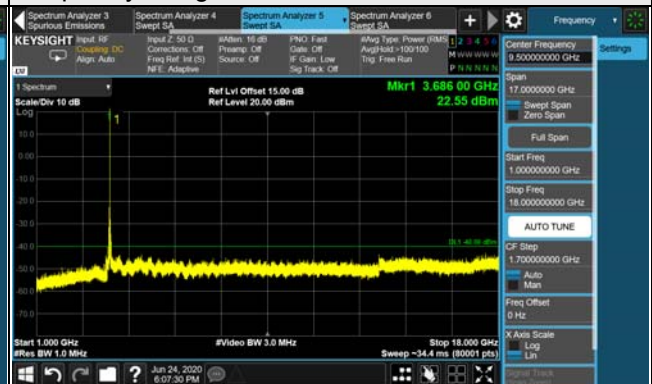 Spectrum Analyzer 3
Spurious Emissions
Spectrum Analyzer 4
Swept SA
Spectrum Analyzer 5
Swept SA
Spectrum Analyzer 6
Swept SA
Frequency
KEYSIGHT
Input: RF
Coupling: DC
Align: Auto
Input Z: 50 Ω
Corrections: Off
Freq Ref: Int (S)
NFE: Adaptive
#Atten: 16 dB
Preamp: Off
Source: Off
PNO: Fast
Gate: Off
IF Gain: Low
Sig Track: Off
#Avg Type: Power (RMS
Avg|Hold >100/100
Trig: Free Run
1 2 3 4 5 6
M W W W W W
P N N N N N
LXI
1 Spectrum
Scale/Div 10 dB
Ref Lvl Offset 15.00 dB
Ref Level 20.00 dBm
Mkr1 3.686 00 GHz
22.55 dBm
Log
1
10.0
0.00
-10.0
-20.0
-30.0
-40.0
-50.0
-60.0
-70.0
DL1 -40.00 dBm
Start 1.000 GHz
#Res BW 1.0 MHz
#Video BW 3.0 MHz
Stop 18.000 GHz
Sweep ~34.4 ms (80001 pts)
Center Frequency
9.500000000 GHz
Settings
Span
17.0000000 GHz
Swept Span
Zero Span
Full Span
Start Freq
1.000000000 GHz
Stop Freq
18.000000000 GHz
AUTO TUNE
CF Step
1.700000000 GHz
Auto
Man
Freq Offset
0 Hz
X Axis Scale
Log
Lin
Signal Track
Jun 24, 2020
6:07:30 PM